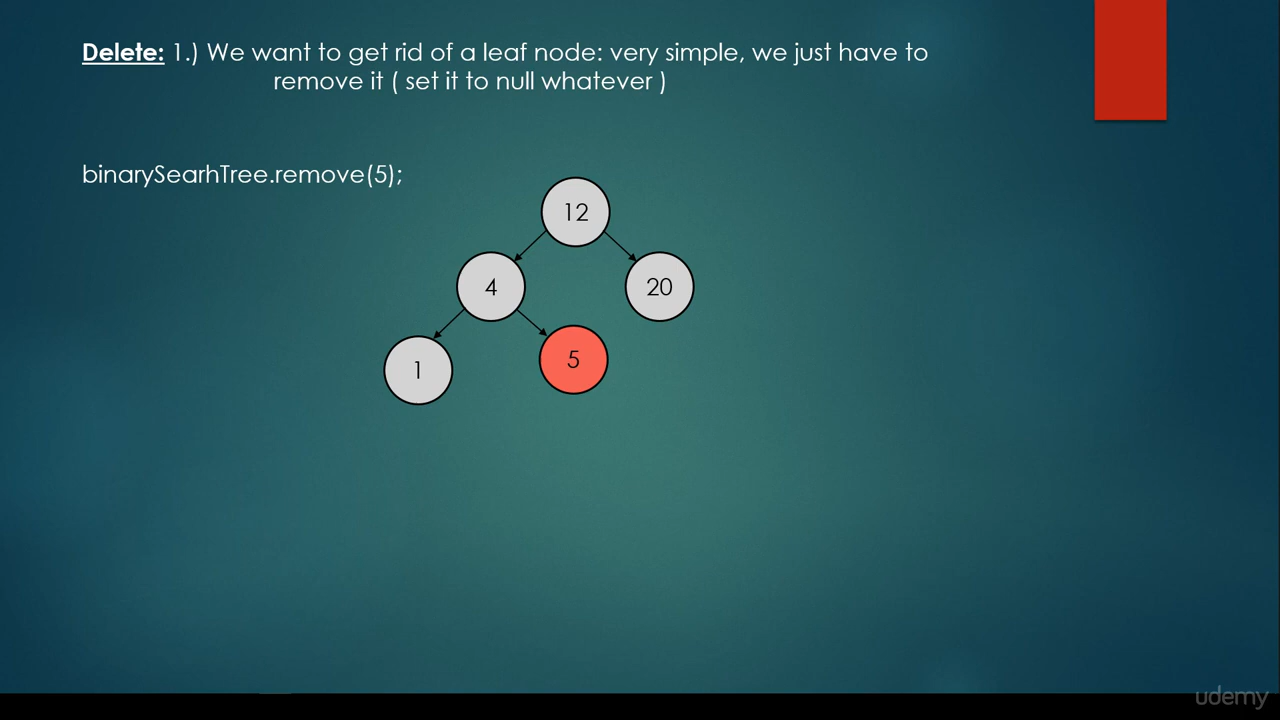 Delete: 1.) We want to get rid of a leaf node: very simple, we just have to
remove it ( set it to null whatever )
binarySearhTree.remove(5);
12
4
20
1
5
udemy